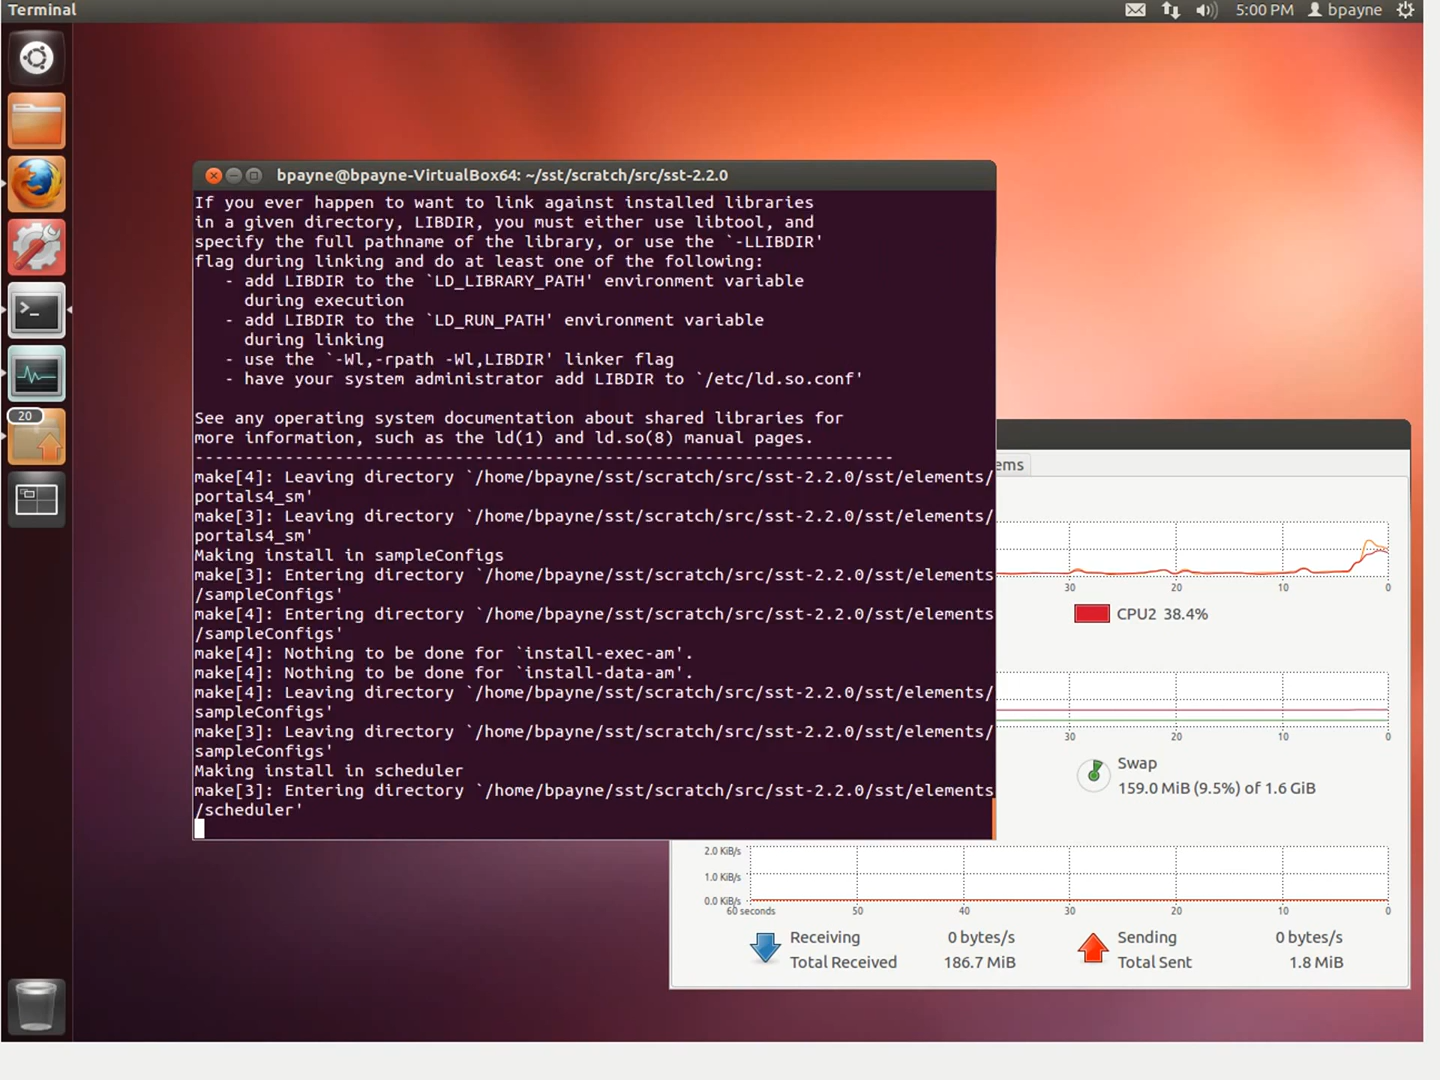 Terminal
5:00 PM
bpayne
20
bpayne@bpayne-VirtualBox64: ~/sst/scratch/src/sst-2.2.0
If you ever happen to want to link against installed libraries
in a given directory, LIBDIR, you must either use libtool, and
specify the full pathname of the library, or use the `-LLIBDIR'
flag during linking and do at least one of the following:
- add LIBDIR to the `LD_LIBRARY_PATH' environment variable
during execution
- add LIBDIR to the `LD_RUN_PATH' environment variable
during linking
- use the `-Wl,-rpath -Wl,LIBDIR' linker flag
- have your system administrator add LIBDIR to `/etc/ld.so.conf'
See any operating system documentation about shared libraries for
more information, such as the ld(1) and ld.so(8) manual pages.
----------------------------------------------------------------------
make[4]: Leaving directory `/home/bpayne/sst/scratch/src/sst-2.2.0/sst/elements/
portals4_sm'
make[3]: Leaving directory `/home/bpayne/sst/scratch/src/sst-2.2.0/sst/elements/
portals4_sm'
Making install in sampleConfigs
make[3]: Entering directory `/home/bpayne/sst/scratch/src/sst-2.2.0/sst/elements
/sampleConfigs'
make[4]: Entering directory `/home/bpayne/sst/scratch/src/sst-2.2.0/sst/elements
/sampleConfigs'
make[4]: Nothing to be done for `install-exec-am'.
make[4]: Nothing to be done for `install-data-am'.
make[4]: Leaving directory `/home/bpayne/sst/scratch/src/sst-2.2.0/sst/elements/
sampleConfigs'
make[3]: Leaving directory `/home/bpayne/sst/scratch/src/sst-2.2.0/sst/elements/
sampleConfigs'
Making install in scheduler
make[3]: Entering directory `/home/bpayne/sst/scratch/src/sst-2.2.0/sst/elements
/scheduler'
ems
30 20 10 0
CPU2 38.4%
30 20 10 0
Swap
159.0 MiB (9.5%) of 1.6 GiB
2.0 KiB/s
1.0 KiB/s
0.0 KiB/s
60 seconds 50 40 30 20 10 0
Receiving 0 bytes/s Sending 0 bytes/s
Total Received 186.7 MiB Total Sent 1.8 MiB